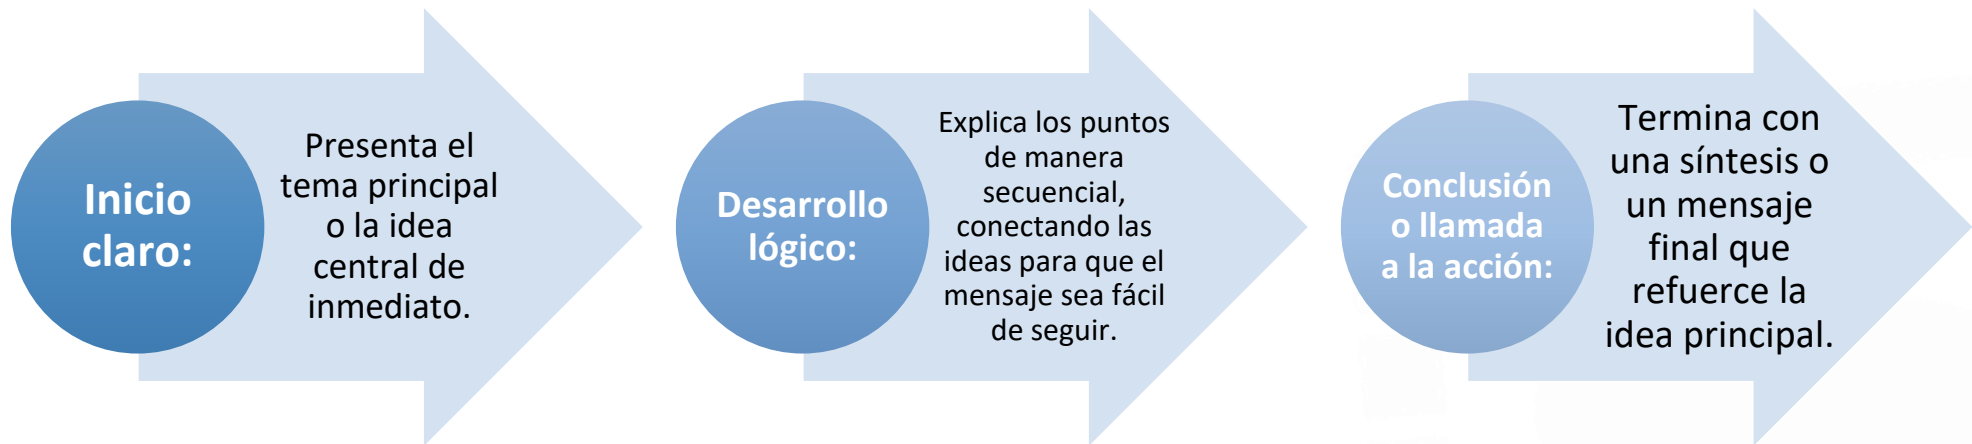 Inicio
claro:
Presenta el
tema principal
o la idea
central de
inmediato.
Desarrollo
lógico:
Explica los puntos
de manera
secuencial,
conectando las
ideas para que el
mensaje sea fácil
de seguir.
Conclusión
o llamada
a la acción:
Termina con
una síntesis o
un mensaje
final que
refuerce la
idea principal.